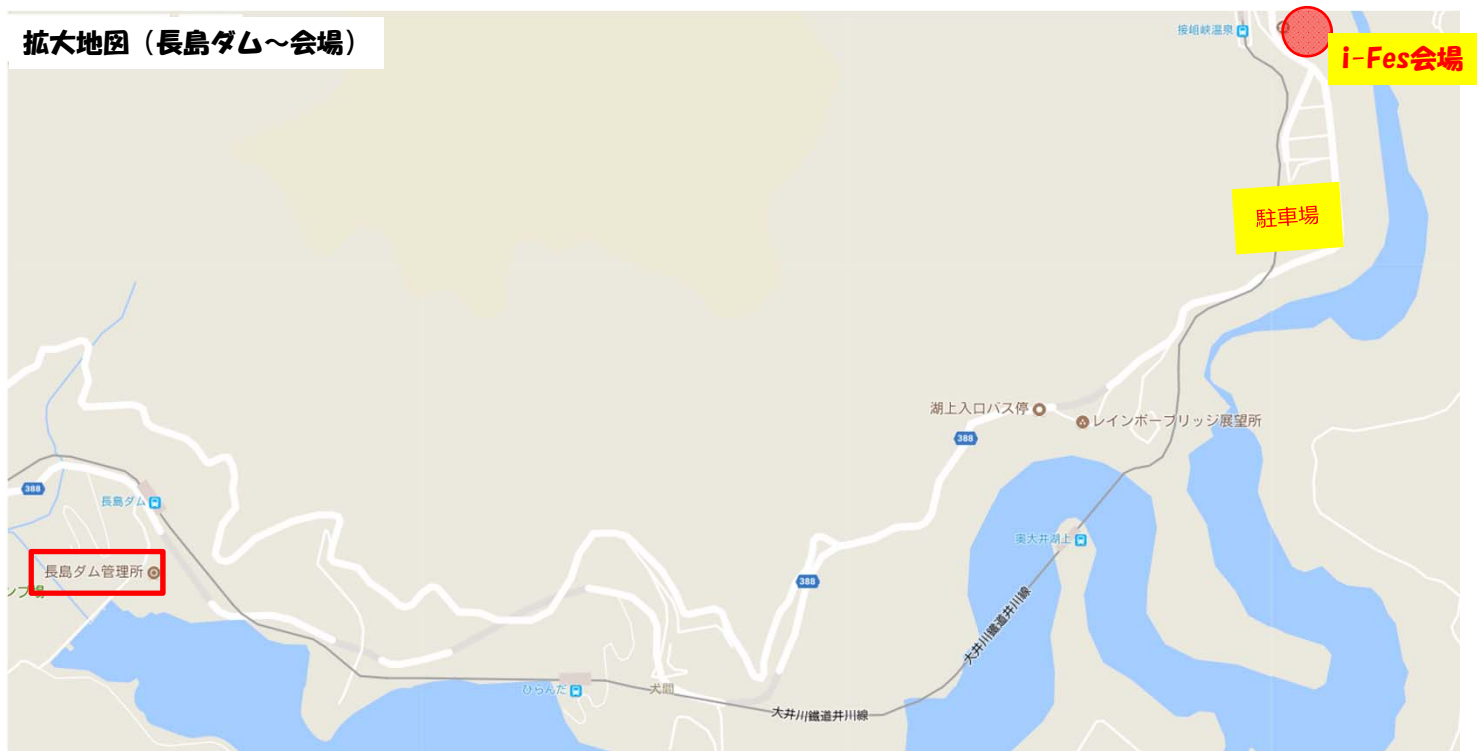 拡大地図（長島ダム～会場）
接岨峡温泉
i-Fes会場
駐車場
湖上入口バス停
レインボーブリッジ展望所
388
388
長島ダム
奥大井湖上
長島ダム管理所
ンプ場
388
大井川鐵道井川線
ひらんだ
犬間
大井川鐵道井川線